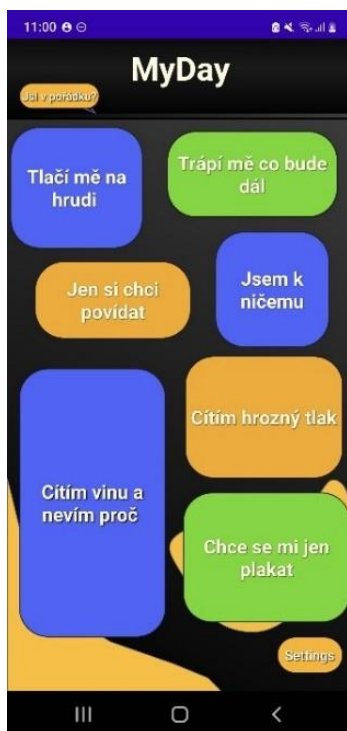 11:00
MyDay
Jsi v pořádku?
Tlačí mě na
hrudi
Trápí mě co bude
dál
Jen si chci
povídat
Jsem k
ničemu
Cítím hrozný tlak
Cítím vinu a
nevím proč
Chce se mi jen
plakat
Settings